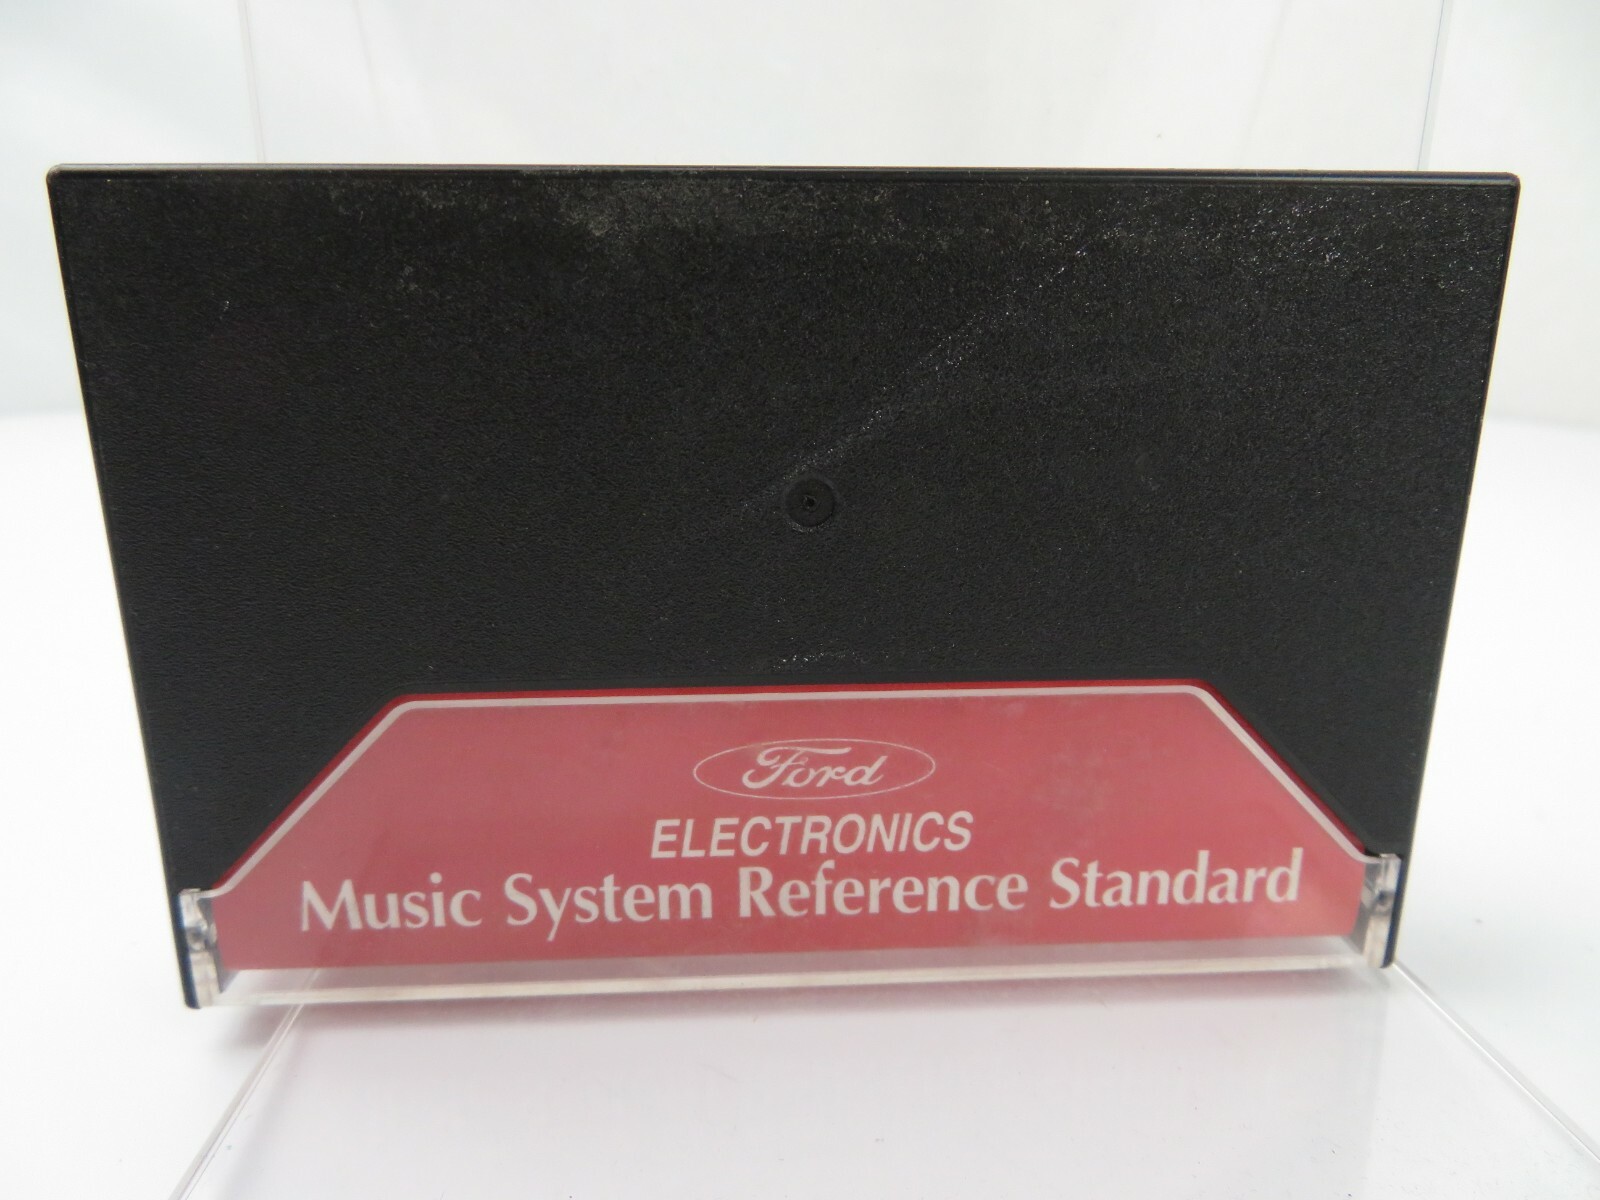 Ford
ELECTRONICS
Music System Reference Standard